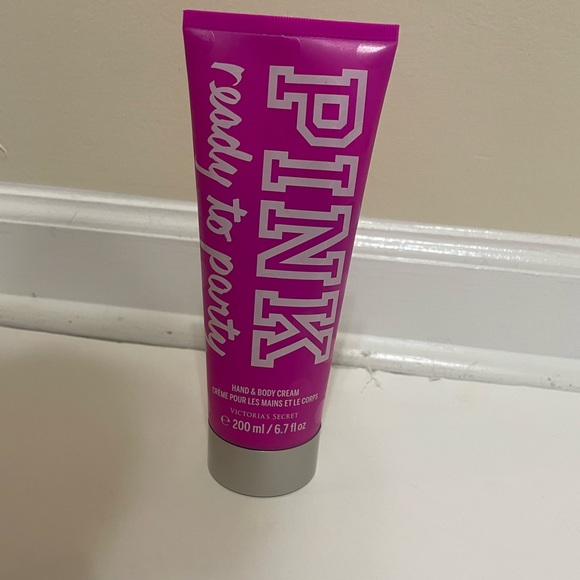 PINK
ready to party
HAND & BODY CREAM
CRÈME POUR LES MAINS ET LE CORPS
VICTORIA'S SECRET
℮ 200 ml / 6.7 fl oz